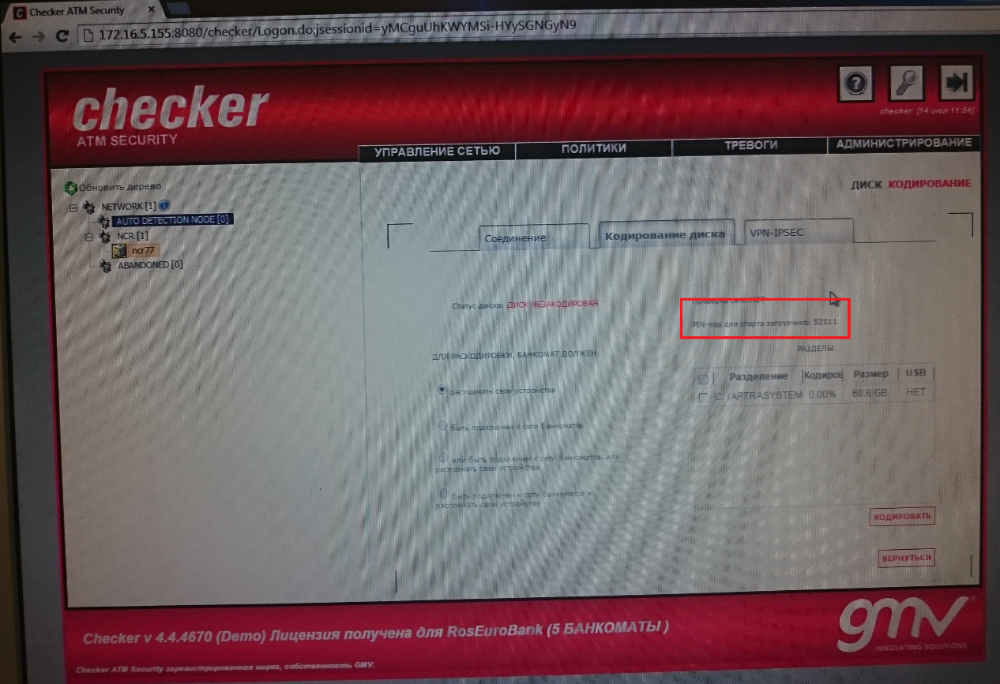 Checker ATM Security
172.16.5.155:8080/checker/Logon.do;jsessionid=yMCguUhKWYMSi-HYySGNGyN9
checker
ATM SECURITY
checker [14 июл 11:54]
УПРАВЛЕНИЕ СЕТЬЮ ПОЛИТИКИ ТРЕВОГИ АДМИНИСТРИРОВАНИЕ
Обновить дерево
NETWORK [1]
AUTO DETECTION NODE [0]
NCR [1]
ncr77
ABANDONED [0]
ДИСК КОДИРОВАНИЕ
Соединение Кодирование диска VPN-IPSEC
Статус диска: ДИСК НЕЗАКОДИРОВАН
Проверка сети:НЕТ
PIN-код для старта загрузчика: 52511
РАЗДЕЛЫ
Разделение Кодиров Размер USB
C: (APTRASYSTEM 0.00% 68.6 GB НЕТ
ДЛЯ РАСКОДИРОВКИ, БАНКОМАТ ДОЛЖЕН:
распознать свои устройства
быть подключен к сети банкоматов
или быть подключен к сети банкоматов, или
распознать свои устройства
быть подключен к сети банкоматов и
распознать свои устройства
КОДИРОВАТЬ
ВЕРНУТЬСЯ
Checker v 4.4.4670 (Demo) Лицензия получена для RosEuroBank (5 БАНКОМАТЫ )
Checker ATM Security зарегистрированная марка, собственность GMV.
gmv
INNOVATING SOLUTIONS